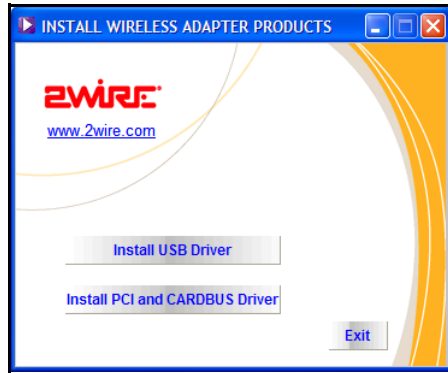 INSTALL WIRELESS ADAPTER PRODUCTS
2WIRE
www.2wire.com
Install USB Driver
Install PCI and CARDBUS Driver
Exit